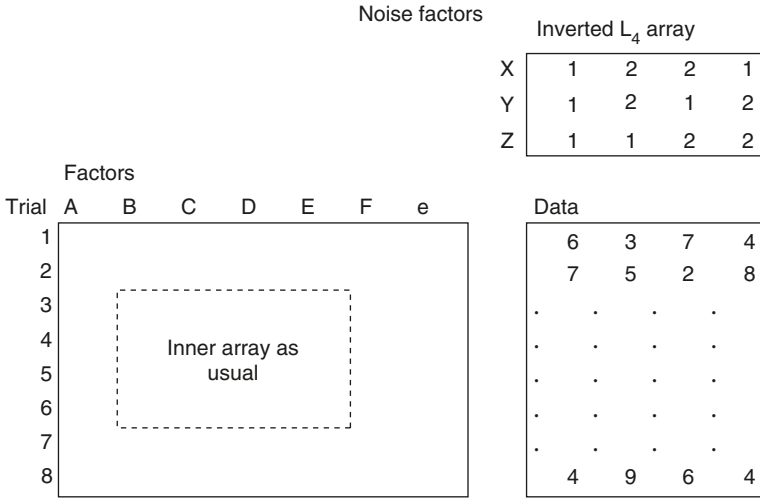 Noise factors
Inverted L4 array
X 1 2 2 1
Y 1 2 1 2
Z 1 1 2 2
Factors
Trial A B C D E F e
Data
1 6 3 7 4
2 7 5 2 8
3 . . . .
4 . . . .
Inner array as
usual
5 . . . .
6 . . . .
7 . . . .
8 4 9 6 4